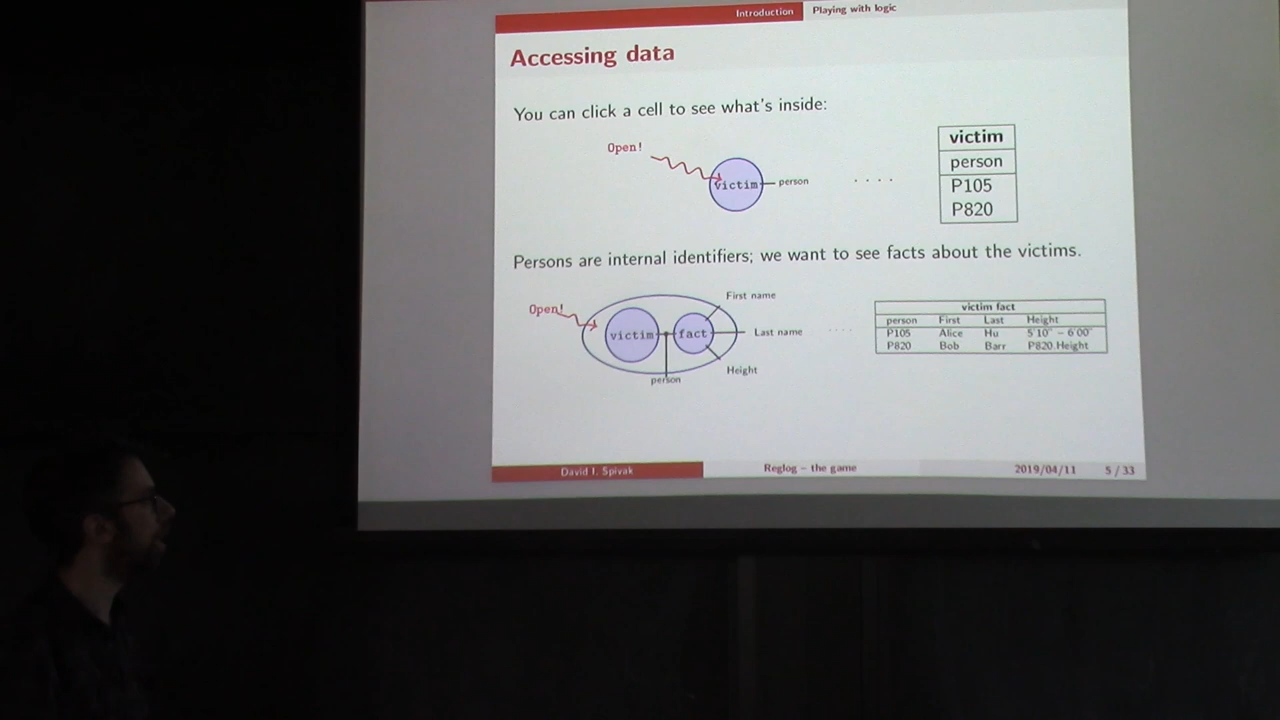 Introduction Playing with logic
Accessing data
You can click a cell to see what's inside:
Open!
victim person
. . . .
victim
person
P105
P820
Persons are internal identifiers; we want to see facts about the victims.
Open!
victim fact
First name
Last name
Height
person
. . . .
victim fact
person First Last Height
P105 Alice Hu 5'10" – 6'00"
P820 Bob Barr P820.Height
David I. Spivak Reglog – the game 2019/04/11 5 / 33